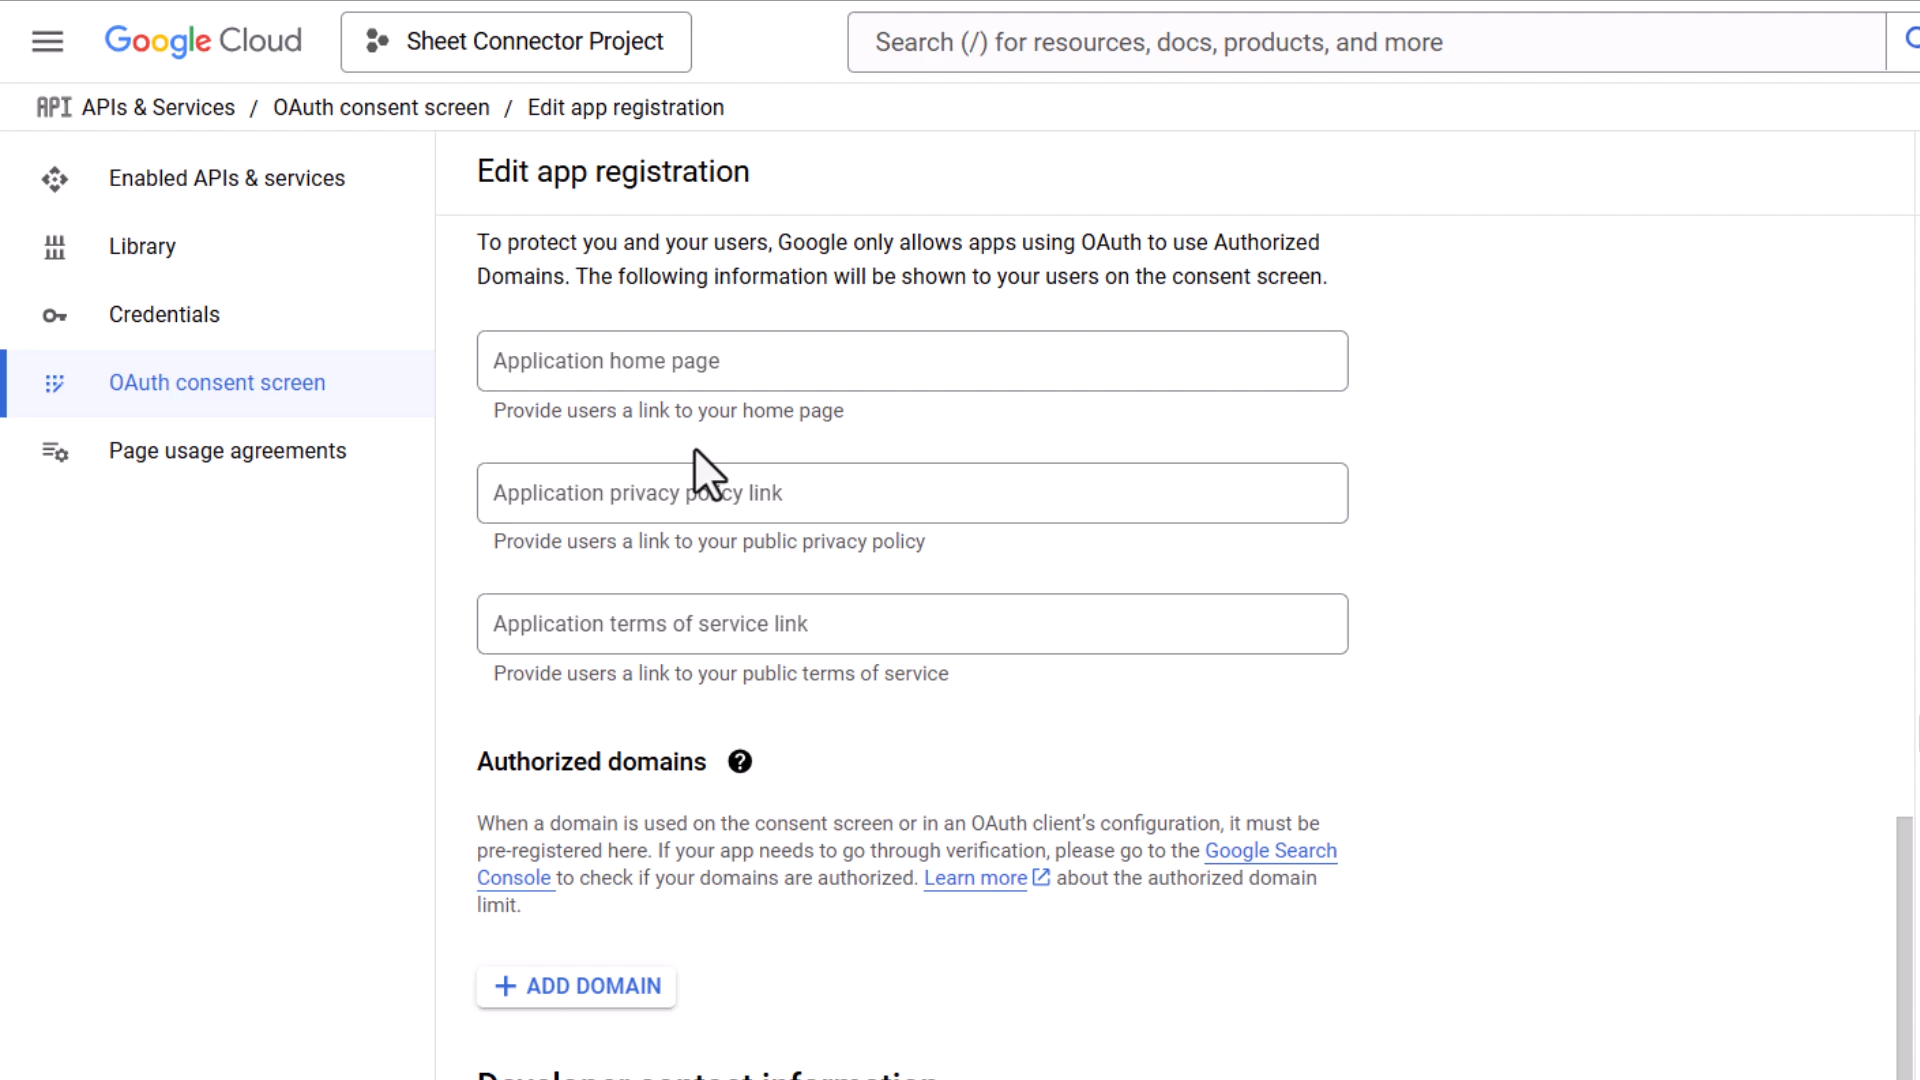 Google Cloud
Sheet Connector Project
Search (/) for resources, docs, products, and more
API APIs & Services / OAuth consent screen / Edit app registration
Enabled APIs & services
Library
Credentials
OAuth consent screen
Page usage agreements
Edit app registration
To protect you and your users, Google only allows apps using OAuth to use Authorized
Domains. The following information will be shown to your users on the consent screen.
Application home page
Provide users a link to your home page
Application privacy policy link
Provide users a link to your public privacy policy
Application terms of service link
Provide users a link to your public terms of service
Authorized domains
When a domain is used on the consent screen or in an OAuth client's configuration, it must be
pre-registered here. If your app needs to go through verification, please go to the Google Search
Console to check if your domains are authorized. Learn more about the authorized domain
limit.
+ ADD DOMAIN
Developer contact information